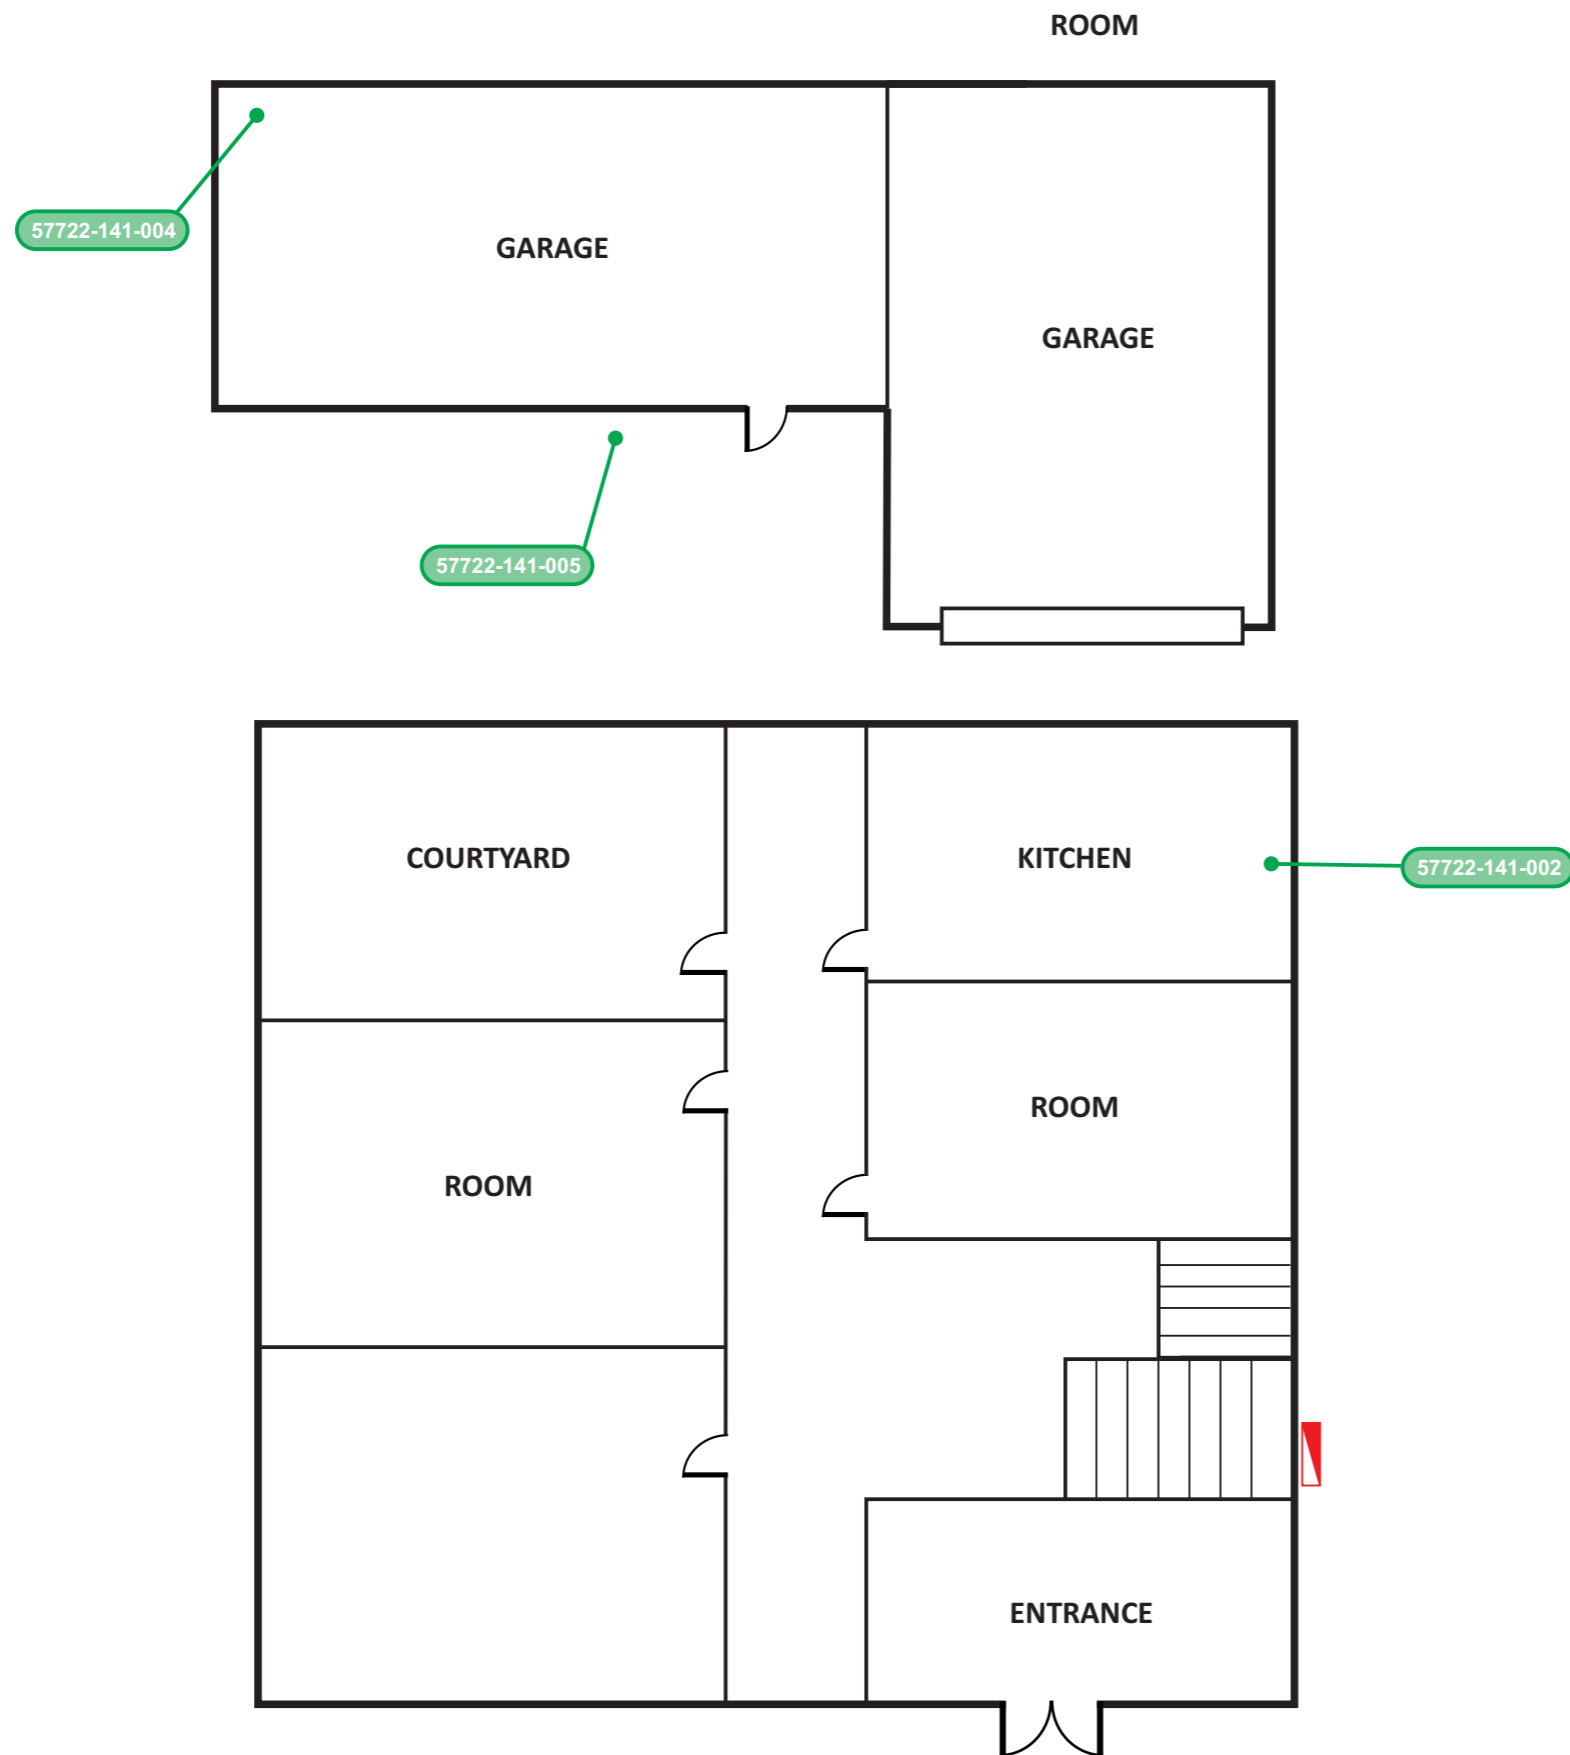 ROOM
57722-141-004
GARAGE
GARAGE
57722-141-005
COURTYARD
KITCHEN
57722-141-002
ROOM
ROOM
ENTRANCE